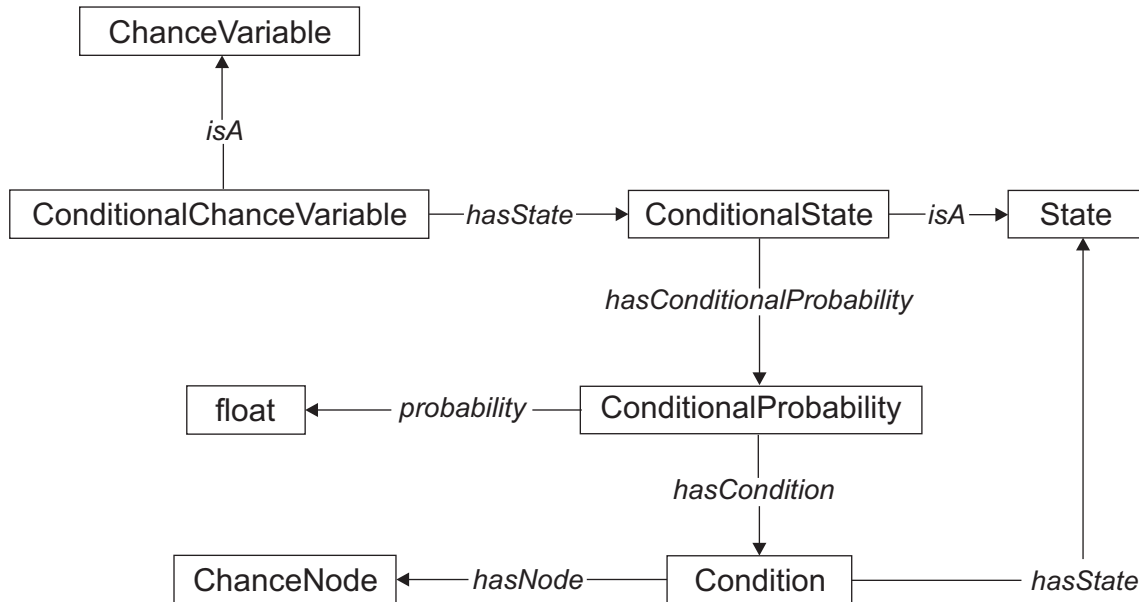 ChanceVariable
isA
ConditionalChanceVariable
hasState
ConditionalState
isA
State
hasConditionalProbability
float
probability
ConditionalProbability
hasCondition
ChanceNode
hasNode
Condition
hasState